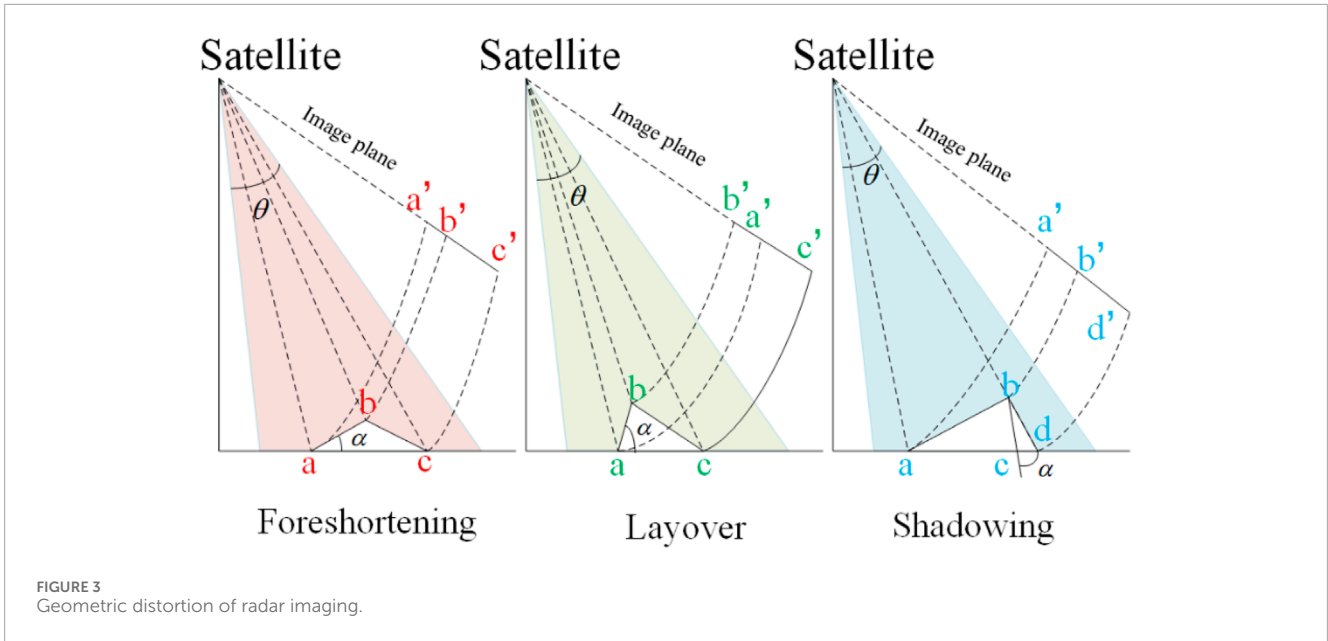 Satellite Satellite Satellite
Image plane Image plane Image plane
θ θ θ
a’ b’ c’ b’ a’ c’ a’ b’ d’
b b b
α α d
a c a c a c α
Foreshortening Layover Shadowing
FIGURE 3
Geometric distortion of radar imaging.